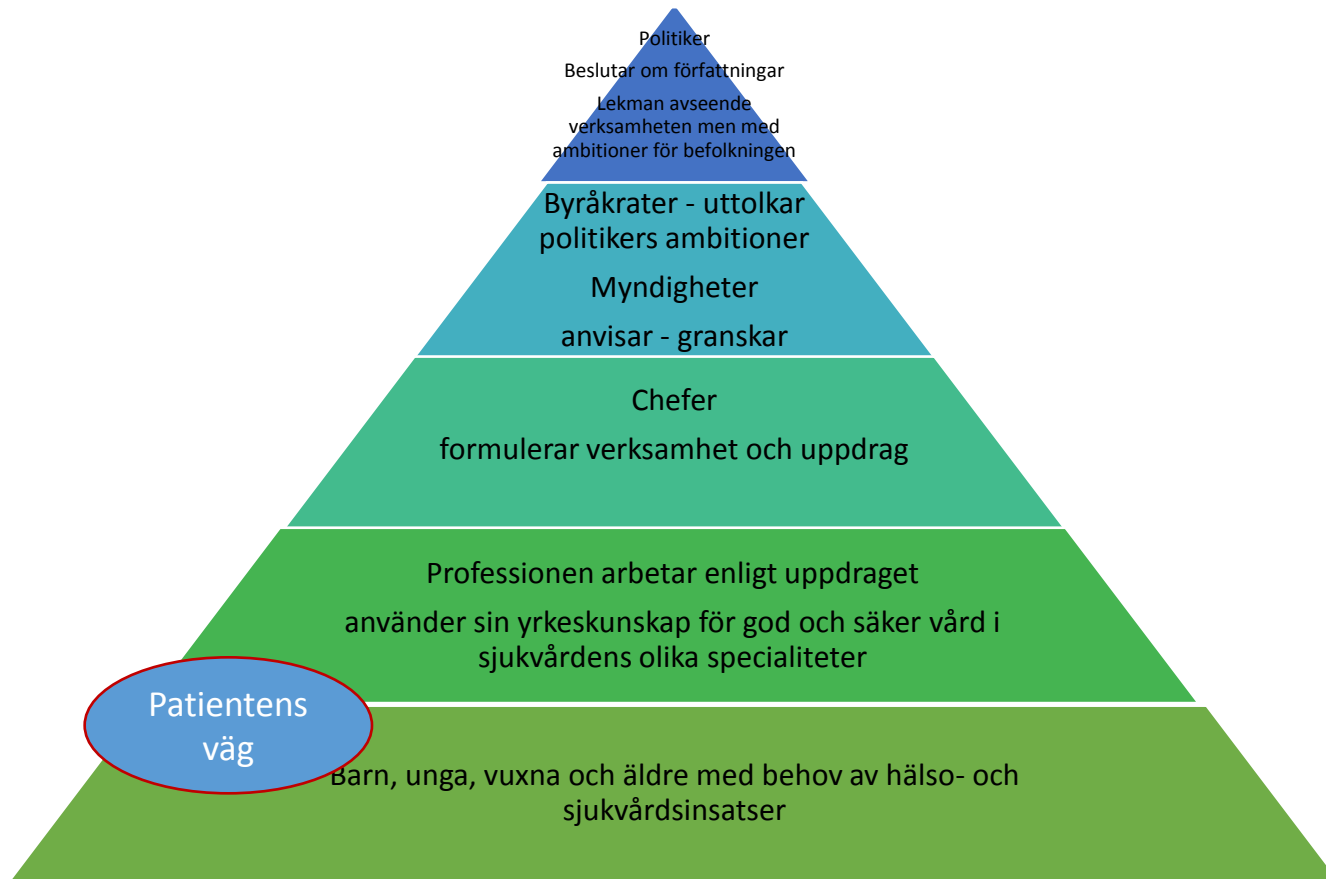 Politiker
Beslutar om författningar
Lekman avseende
verksamheten men med
ambitioner för befolkningen
Byråkrater - uttolkar
politikers ambitioner
Myndigheter
anvisar - granskar
Chefer
formulerar verksamhet och uppdrag
Professionen arbetar enligt uppdraget
använder sin yrkeskunskap för god och säker vård i
sjukvårdens olika specialiteter
Patientens
väg
Barn, unga, vuxna och äldre med behov av hälso- och
sjukvårdsinsatser